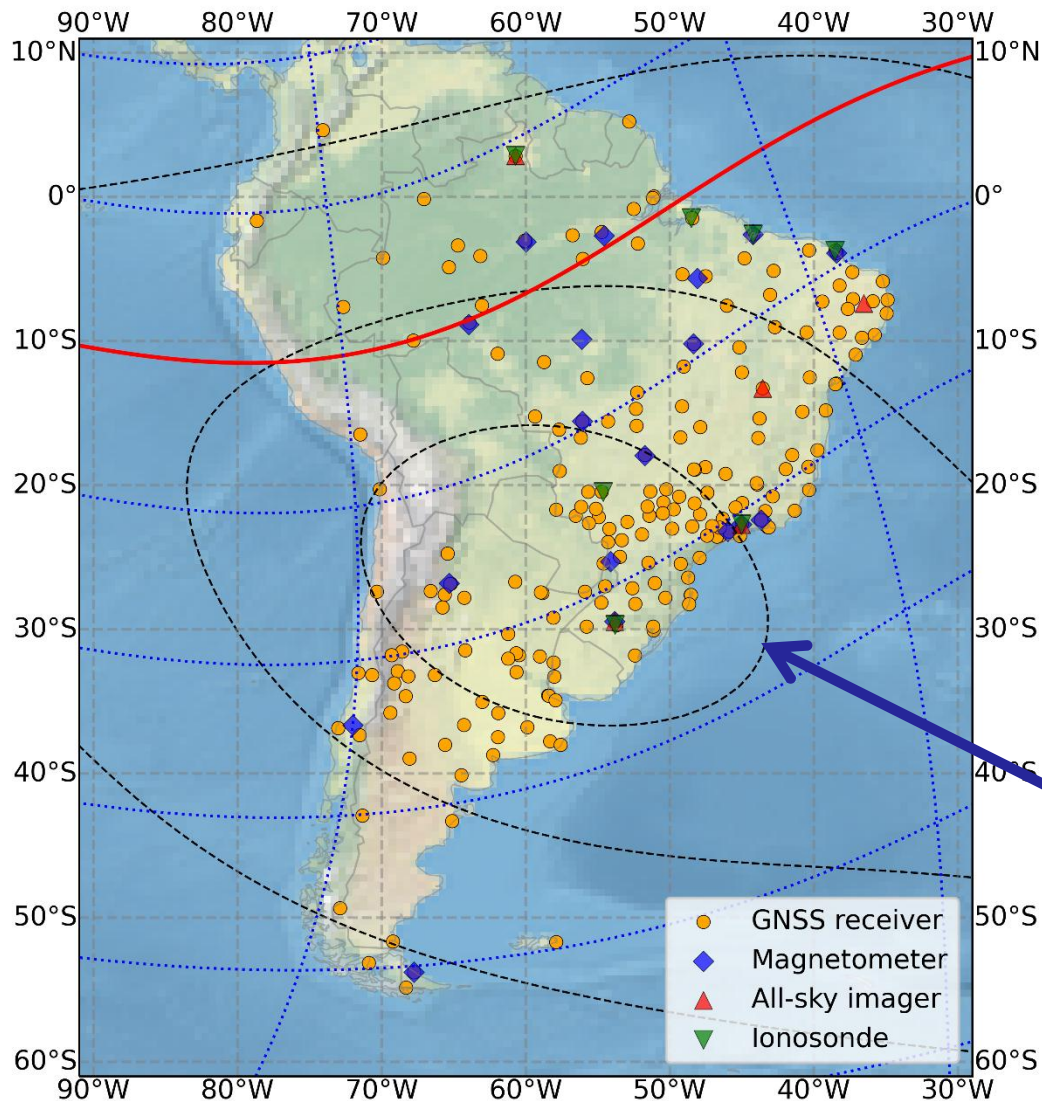 90°W 80°W 70°W 60°W 50°W 40°W 30°W
10°N 10°N
0° 0°
10°S 10°S
20°S 20°S
30°S 30°S
40°S 40°S
50°S 50°S
60°S 60°S
GNSS receiver
Magnetometer
All-sky imager
Ionosonde
90°W 80°W 70°W 60°W 50°W 40°W 30°W